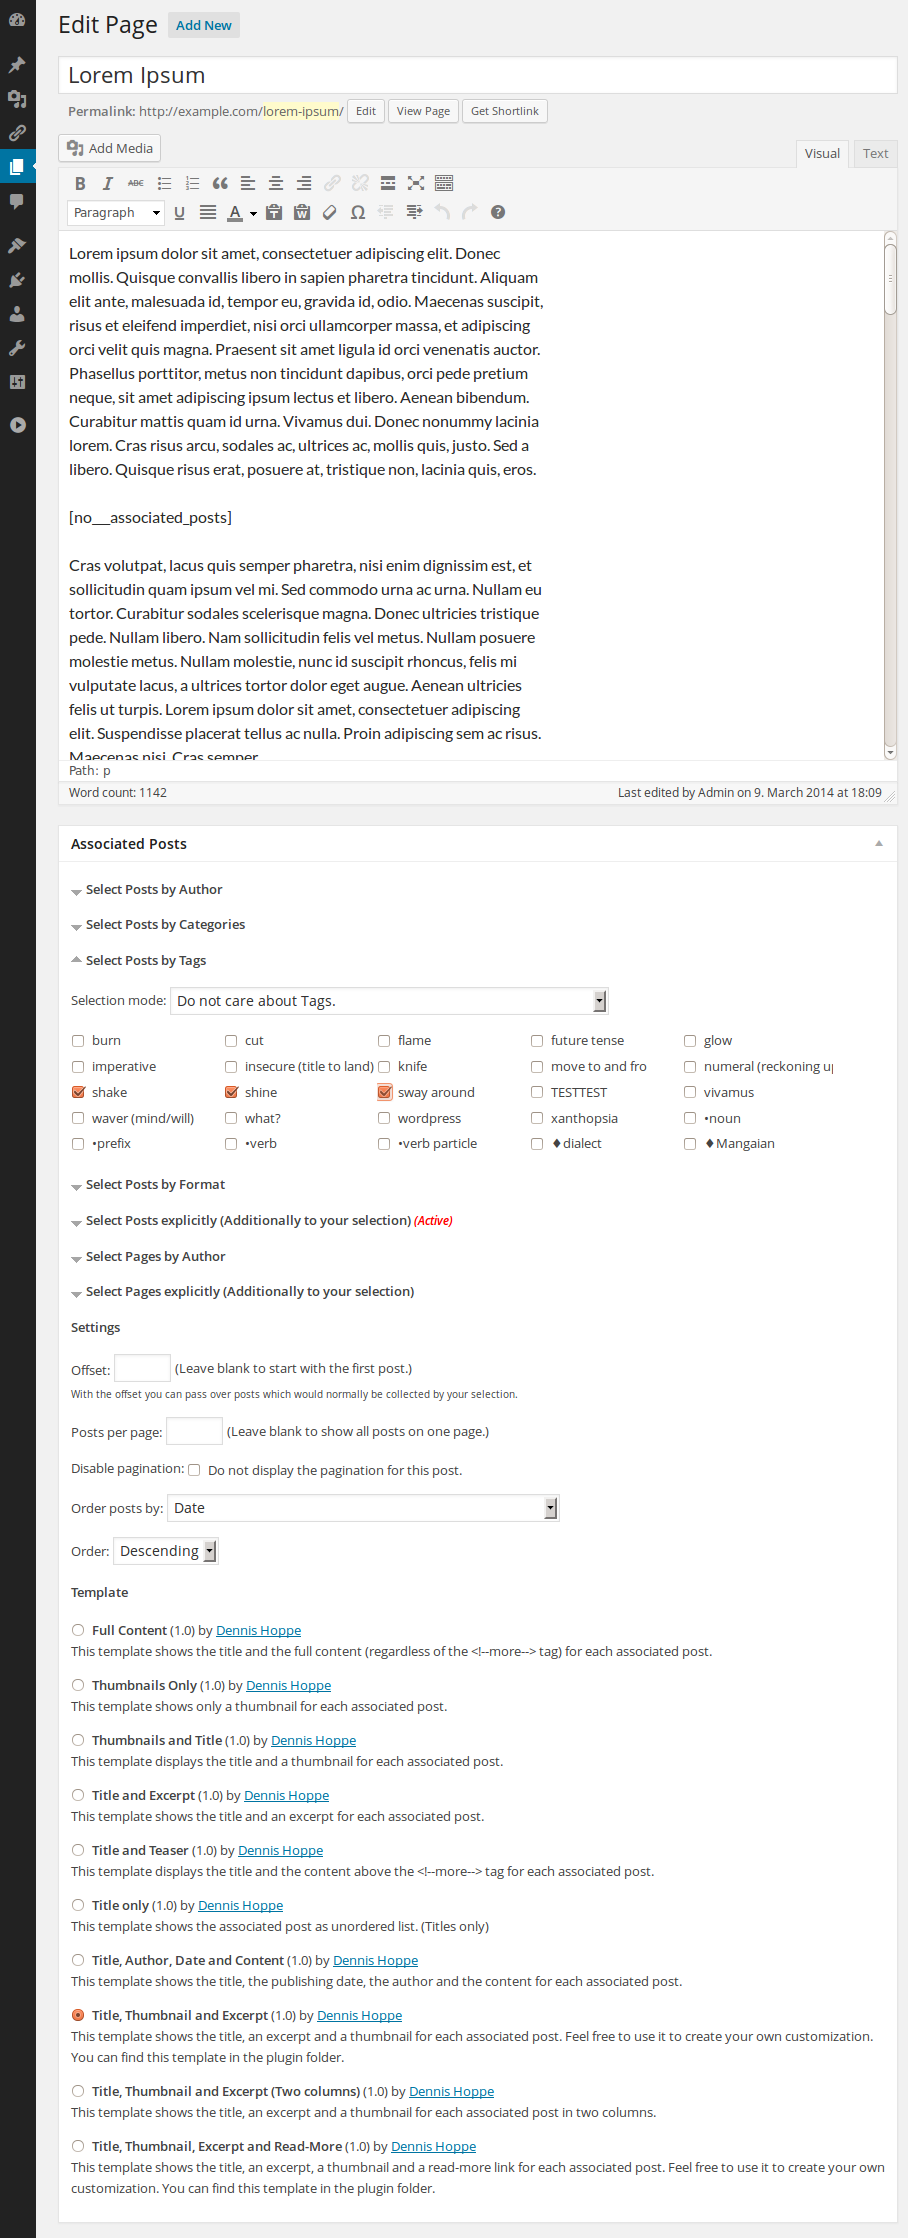 Edit Page Add New
Lorem Ipsum
Permalink: http://example.com/lorem-ipsum/ Edit View Page Get Shortlink
Add Media Visual Text
B I ABC
Paragraph U A T W Ω ?
Lorem ipsum dolor sit amet, consectetuer adipiscing elit. Donec
mollis. Quisque convallis libero in sapien pharetra tincidunt. Aliquam
elit ante, malesuada id, tempor eu, gravida id, odio. Maecenas suscipit,
risus et eleifend imperdiet, nisi orci ullamcorper massa, et adipiscing
orci velit quis magna. Praesent sit amet ligula id orci venenatis auctor.
Phasellus porttitor, metus non tincidunt dapibus, orci pede pretium
neque, sit amet adipiscing ipsum lectus et libero. Aenean bibendum.
Curabitur mattis quam id urna. Vivamus dui. Donec nonummy lacinia
lorem. Cras risus arcu, sodales ac, ultrices ac, mollis quis, justo. Sed a
libero. Quisque risus erat, posuere at, tristique non, lacinia quis, eros.
[no__associated_posts]
Cras volutpat, lacus quis semper pharetra, nisi enim dignissim est, et
sollicitudin quam ipsum vel mi. Sed commodo urna ac urna. Nullam eu
tortor. Curabitur sodales scelerisque magna. Donec ultricies tristique
pede. Nullam libero. Nam sollicitudin felis vel metus. Nullam posuere
molestie metus. Nullam molestie, nunc id suscipit rhoncus, felis mi
vulputate lacus, a ultrices tortor dolor eget augue. Aenean ultricies
felis ut turpis. Lorem ipsum dolor sit amet, consectetuer adipiscing
elit. Suspendisse placerat tellus ac nulla. Proin adipiscing sem ac risus.
Maecenas nisi. Cras semper
Path: p
Word count: 1142 Last edited by Admin on 9. March 2014 at 18:09
Associated Posts
Select Posts by Author
Select Posts by Categories
Select Posts by Tags
Selection mode: Do not care about Tags.
burn cut flame future tense glow
imperative insecure (title to land) knife move to and fro numeral (reckoning up
shake shine sway around TESTTEST vivamus
waver (mind/will) what? wordpress xanthopsia •noun
•prefix •verb •verb particle ♦dialect ♦Mangaian
Select Posts by Format
Select Posts explicitly (Additionally to your selection) (Active)
Select Pages by Author
Select Pages explicitly (Additionally to your selection)
Settings
Offset: (Leave blank to start with the first post.)
With the offset you can pass over posts which would normally be collected by your selection.
Posts per page: (Leave blank to show all posts on one page.)
Disable pagination: Do not display the pagination for this post.
Order posts by: Date
Order: Descending
Template
Full Content (1.0) by Dennis Hoppe
This template shows the title and the full content (regardless of the <!--more--> tag) for each associated post.
Thumbnails Only (1.0) by Dennis Hoppe
This template shows only a thumbnail for each associated post.
Thumbnails and Title (1.0) by Dennis Hoppe
This template displays the title and a thumbnail for each associated post.
Title and Excerpt (1.0) by Dennis Hoppe
This template shows the title and an excerpt for each associated post.
Title and Teaser (1.0) by Dennis Hoppe
This template displays the title and the content above the <!--more--> tag for each associated post.
Title only (1.0) by Dennis Hoppe
This template shows the associated post as unordered list. (Titles only)
Title, Author, Date and Content (1.0) by Dennis Hoppe
This template shows the title, the publishing date, the author and the content for each associated post.
Title, Thumbnail and Excerpt (1.0) by Dennis Hoppe
This template shows the title, an excerpt and a thumbnail for each associated post. Feel free to use it to create your own customization.
You can find this template in the plugin folder.
Title, Thumbnail and Excerpt (Two columns) (1.0) by Dennis Hoppe
This template shows the title, an excerpt and a thumbnail for each associated post in two columns.
Title, Thumbnail, Excerpt and Read-More (1.0) by Dennis Hoppe
This template shows the title, an excerpt, a thumbnail and a read-more link for each associated post. Feel free to use it to create your own
customization. You can find this template in the plugin folder.